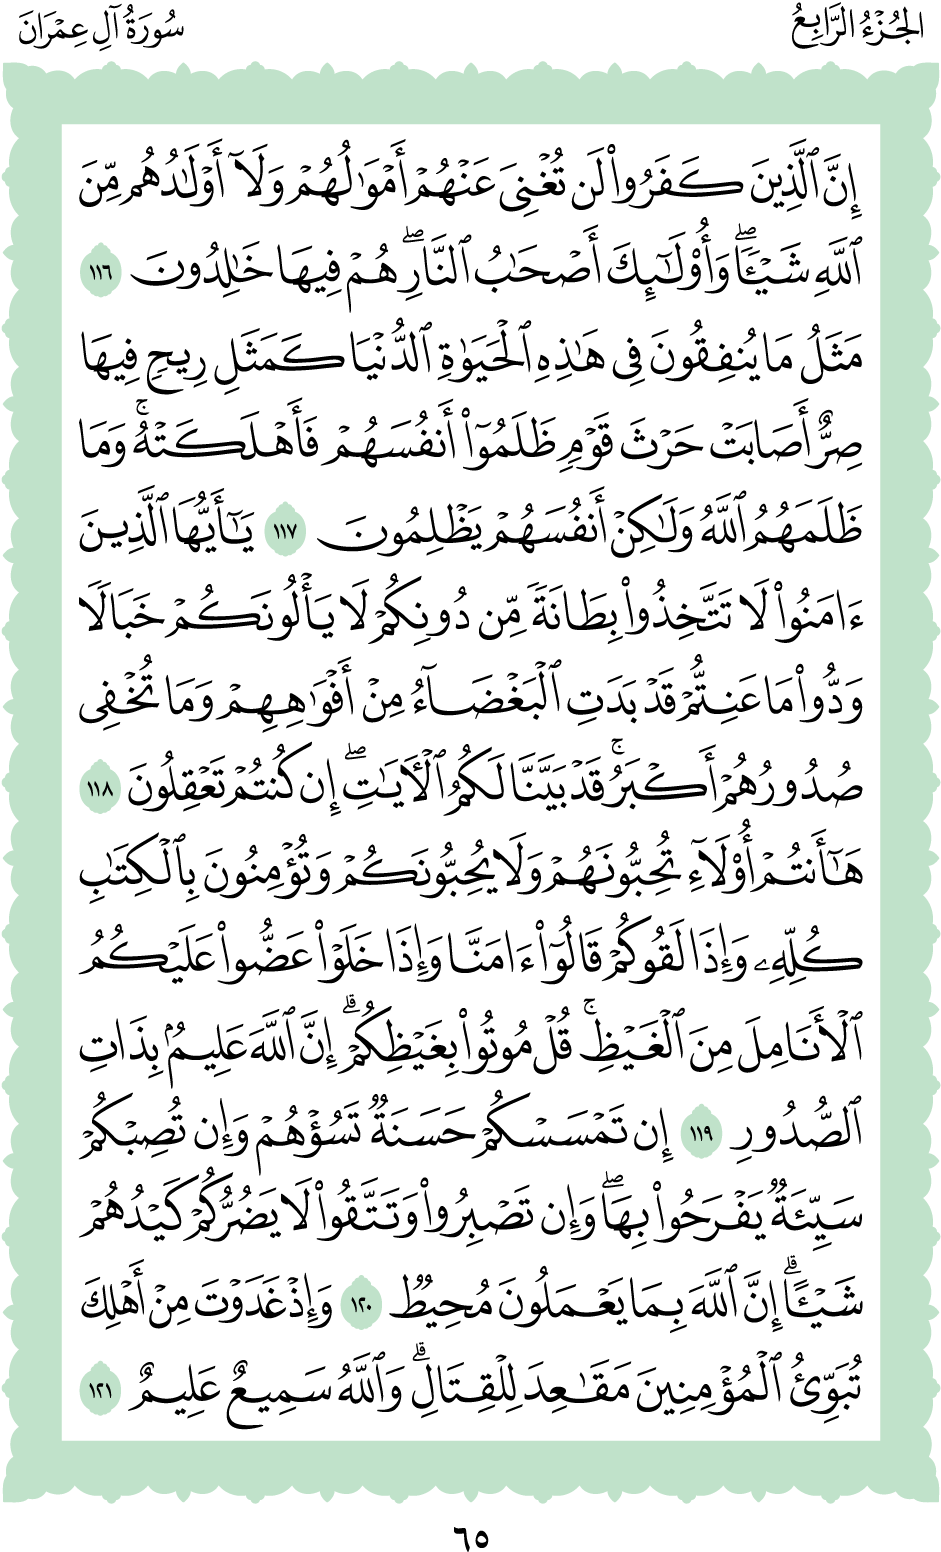 الجُزْءُ الرَّابِعُ
سُورَةُ آلِ عِمْرَانَ
إِنَّ ٱلَّذِينَ كَفَرُوا۟ لَن تُغْنِىَ عَنْهُمْ أَمْوَٰلُهُمْ وَلَآ أَوْلَـٰدُهُم مِّنَ
ٱللَّهِ شَيْـًٔا ۖ وَأُو۟لَـٰٓئِكَ أَصْحَـٰبُ ٱلنَّارِ ۖ هُمْ فِيهَا خَـٰلِدُونَ ١١٦
مَثَلُ مَا يُنفِقُونَ فِى هَـٰذِهِ ٱلْحَيَوٰةِ ٱلدُّنْيَا كَمَثَلِ رِيحٍ فِيهَا
صِرٌّ أَصَابَتْ حَرْثَ قَوْمٍ ظَلَمُوٓا۟ أَنفُسَهُمْ فَأَهْلَكَتْهُ ۚ وَمَا
ظَلَمَهُمُ ٱللَّهُ وَلَـٰكِنْ أَنفُسَهُمْ يَظْلِمُونَ ١١٧ يَـٰٓأَيُّهَا ٱلَّذِينَ
ءَامَنُوا۟ لَا تَتَّخِذُوا۟ بِطَانَةً مِّن دُونِكُمْ لَا يَأْلُونَكُمْ خَبَالًا
وَدُّوا۟ مَا عَنِتُّمْ قَدْ بَدَتِ ٱلْبَغْضَآءُ مِنْ أَفْوَٰهِهِمْ وَمَا تُخْفِى
صُدُورُهُمْ أَكْبَرُ ۚ قَدْ بَيَّنَّا لَكُمُ ٱلْـَٔايَـٰتِ ۖ إِن كُنتُمْ تَعْقِلُونَ ١١٨
هَـٰٓأَنتُمْ أُو۟لَآءِ تُحِبُّونَهُمْ وَلَا يُحِبُّونَكُمْ وَتُؤْمِنُونَ بِٱلْكِتَـٰبِ
كُلِّهِۦ وَإِذَا لَقُوكُمْ قَالُوٓا۟ ءَامَنَّا وَإِذَا خَلَوْا۟ عَضُّوا۟ عَلَيْكُمُ
ٱلْأَنَامِلَ مِنَ ٱلْغَيْظِ ۚ قُلْ مُوتُوا۟ بِغَيْظِكُمْ ۗ إِنَّ ٱللَّهَ عَلِيمٌۢ بِذَاتِ
ٱلصُّدُورِ ١١٩ إِن تَمْسَسْكُمْ حَسَنَةٌ تَسُؤْهُمْ وَإِن تُصِبْكُمْ
سَيِّئَةٌ يَفْرَحُوا۟ بِهَا ۖ وَإِن تَصْبِرُوا۟ وَتَتَّقُوا۟ لَا يَضُرُّكُمْ كَيْدُهُمْ
شَيْـًٔا ۗ إِنَّ ٱللَّهَ بِمَا يَعْمَلُونَ مُحِيطٌ ١٢٠ وَإِذْ غَدَوْتَ مِنْ أَهْلِكَ
تُبَوِّئُ ٱلْمُؤْمِنِينَ مَقَـٰعِدَ لِلْقِتَالِ ۗ وَٱللَّهُ سَمِيعٌ عَلِيمٌ ١٢١
٦٥